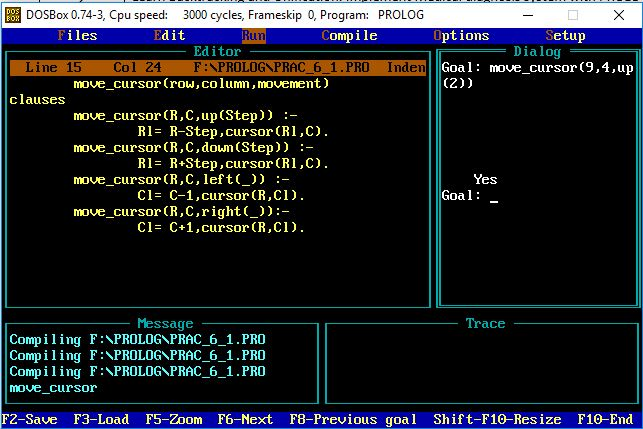 DOSBox 0.74-3, Cpu speed: 3000 cycles, Frameskip 0, Program: PROLOG
Files Edit Run Compile Options Setup
Editor
Line 15 Col 24 F:\PROLOG\PRAC_6_1.PRO Inden
move_cursor(row,column,movement)
clauses
move_cursor(R,C,up(Step)) :-
R1= R-Step,cursor(R1,C).
move_cursor(R,C,down(Step)) :-
R1= R+Step,cursor(R1,C).
move_cursor(R,C,left(_)) :-
C1= C-1,cursor(R,C1).
move_cursor(R,C,right(_)):-
C1= C+1,cursor(R,C1).
Dialog
Goal: move_cursor(9,4,up
(2))
Yes
Goal: _
Message
Compiling F:\PROLOG\PRAC_6_1.PRO
Compiling F:\PROLOG\PRAC_6_1.PRO
Compiling F:\PROLOG\PRAC_6_1.PRO
move_cursor
Trace
F2-Save F3-Load F5-Zoom F6-Next F8-Previous goal Shift-F10-Resize F10-End